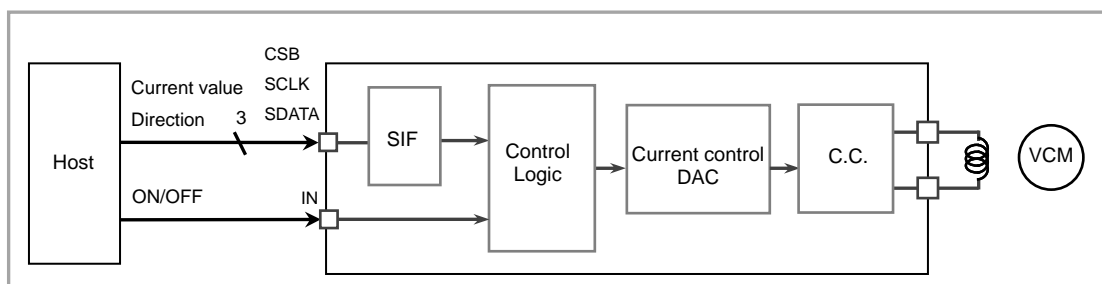 CSB
Current value
SCLK
Direction
3
SDATA
Host
SIF
Control
Logic
Current control
DAC
C.C.
VCM
ON/OFF
IN